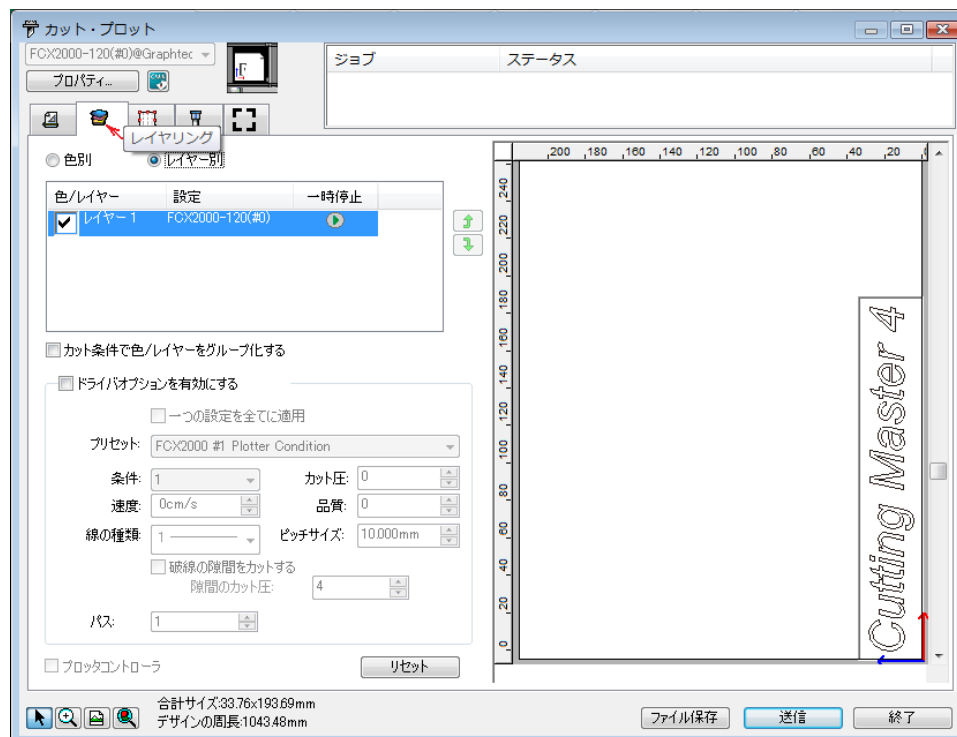 カット・プロット
FCX2000-120(#0)@Graphtec
プロパティ...
ジョブ ステータス
レイヤリング
色別 レイヤー別
色/レイヤー 設定 一時停止
レイヤー 1 FCX2000-120(#0)
カット条件で色/レイヤーをグループ化する
ドライバオプションを有効にする
一つの設定を全てに適用
プリセット: FCX2000 #1 Plotter Condition
条件: 1 カット圧: 0
速度: 0cm/s 品質: 0
線の種類: 1 ピッチサイズ: 10.000mm
破線の隙間をカットする
隙間のカット圧: 4
パス: 1
プロッタコントローラ リセット
200 180 160 140 120 100 80 60 40 20
240
220
200
180
160
140
120
100
80
60
40
20
0
Cutting Master 4
合計サイズ:33.76x193.69mm
デザインの周長:1043.48mm
ファイル保存 送信 終了